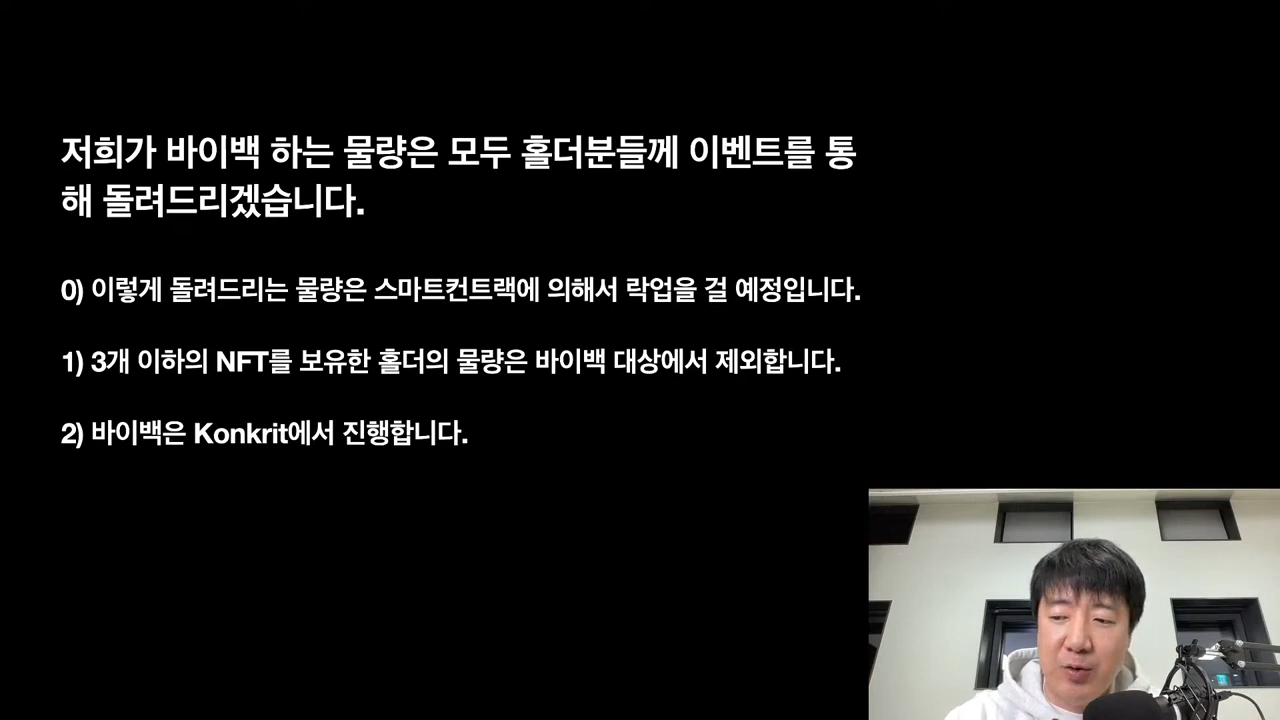 저희가 바이백 하는 물량은 모두 홀더분들께 이벤트를 통
해 돌려드리겠습니다.
0) 이렇게 돌려드리는 물량은 스마트컨트랙에 의해서 락업을 걸 예정입니다.
1) 3개 이하의 NFT를 보유한 홀더의 물량은 바이백 대상에서 제외합니다.
2) 바이백은 Konkrit에서 진행합니다.